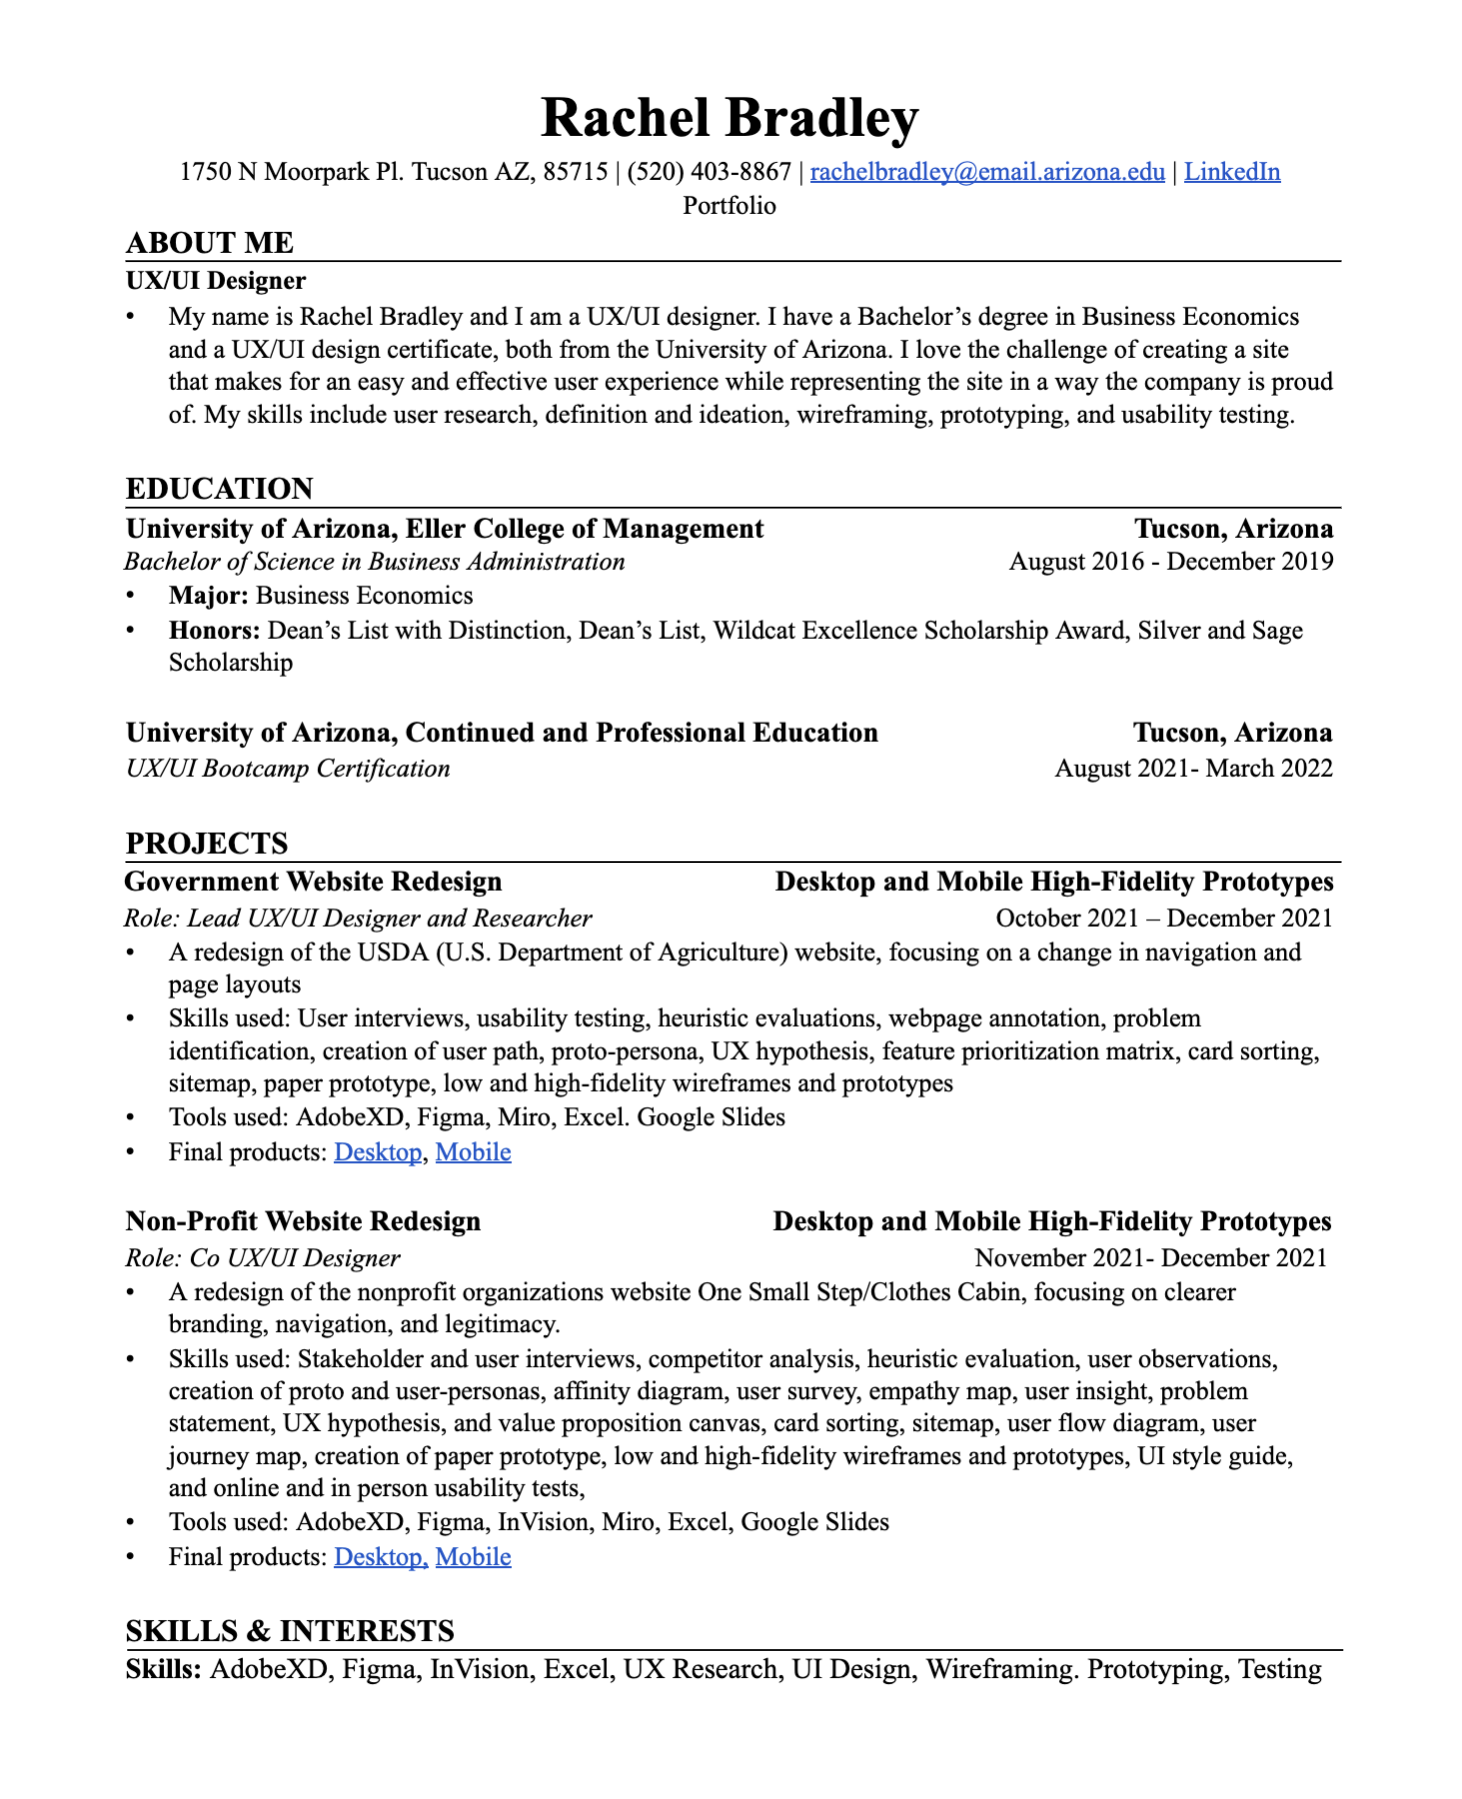 Rachel Bradley
1750 N Moorpark Pl. Tucson AZ, 85715 | (520) 403-8867 | rachelbradley@email.arizona.edu | LinkedIn
Portfolio
ABOUT ME
UX/UI Designer
• My name is Rachel Bradley and I am a UX/UI designer. I have a Bachelor’s degree in Business Economics
and a UX/UI design certificate, both from the University of Arizona. I love the challenge of creating a site
that makes for an easy and effective user experience while representing the site in a way the company is proud
of. My skills include user research, definition and ideation, wireframing, prototyping, and usability testing.
EDUCATION
University of Arizona, Eller College of Management Tucson, Arizona
Bachelor of Science in Business Administration August 2016 - December 2019
• Major: Business Economics
• Honors: Dean’s List with Distinction, Dean’s List, Wildcat Excellence Scholarship Award, Silver and Sage
Scholarship
University of Arizona, Continued and Professional Education Tucson, Arizona
UX/UI Bootcamp Certification August 2021- March 2022
PROJECTS
Government Website Redesign Desktop and Mobile High-Fidelity Prototypes
Role: Lead UX/UI Designer and Researcher October 2021 – December 2021
• A redesign of the USDA (U.S. Department of Agriculture) website, focusing on a change in navigation and
page layouts
• Skills used: User interviews, usability testing, heuristic evaluations, webpage annotation, problem
identification, creation of user path, proto-persona, UX hypothesis, feature prioritization matrix, card sorting,
sitemap, paper prototype, low and high-fidelity wireframes and prototypes
• Tools used: AdobeXD, Figma, Miro, Excel. Google Slides
• Final products: Desktop, Mobile
Non-Profit Website Redesign Desktop and Mobile High-Fidelity Prototypes
Role: Co UX/UI Designer November 2021- December 2021
• A redesign of the nonprofit organizations website One Small Step/Clothes Cabin, focusing on clearer
branding, navigation, and legitimacy.
• Skills used: Stakeholder and user interviews, competitor analysis, heuristic evaluation, user observations,
creation of proto and user-personas, affinity diagram, user survey, empathy map, user insight, problem
statement, UX hypothesis, and value proposition canvas, card sorting, sitemap, user flow diagram, user
journey map, creation of paper prototype, low and high-fidelity wireframes and prototypes, UI style guide,
and online and in person usability tests,
• Tools used: AdobeXD, Figma, InVision, Miro, Excel, Google Slides
• Final products: Desktop, Mobile
SKILLS & INTERESTS
Skills: AdobeXD, Figma, InVision, Excel, UX Research, UI Design, Wireframing. Prototyping, Testing